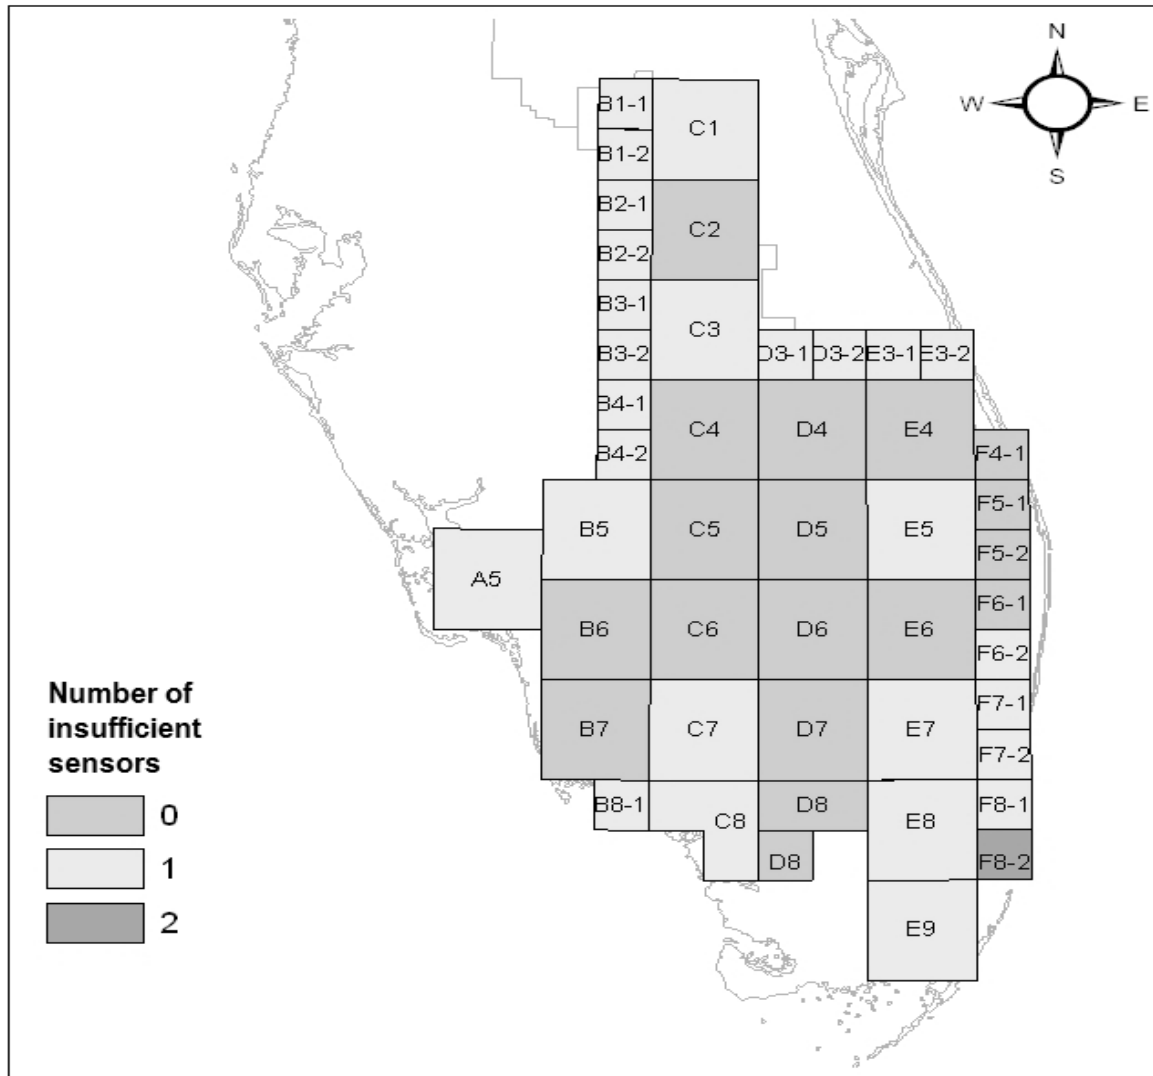 N
W E
S
B1-1
C1
B1-2
B2-1
C2
B2-2
B3-1
C3
B3-2
D3-1 D3-2 E3-1 E3-2
B4-1
C4 D4 E4
B4-2
F4-1
B5 C5 D5 E5
F5-1
F5-2
A5
B6 C6 D6 E6
F6-1
F6-2
B7 C7 D7 E7
F7-1
F7-2
B8-1
C8
D8
E8
F8-1
D8
F8-2
E9
Number of
insufficient
sensors
0
1
2